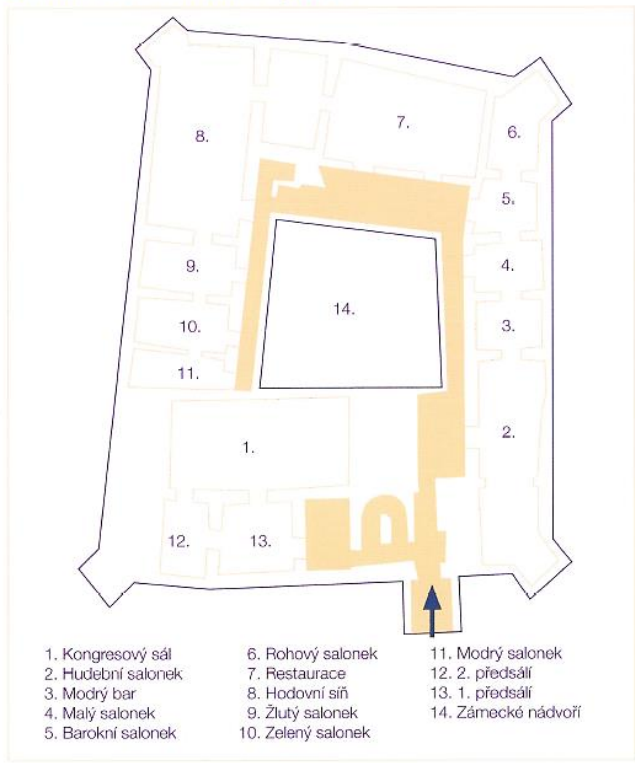 8.
7.
6.
5.
9.
4.
14.
10.
3.
11.
1.
2.
12.
13.
1. Kongresový sál
2. Hudební salonek
3. Modrý bar
4. Malý salonek
5. Barokní salonek
6. Rohový salonek
7. Restaurace
8. Hodovní síň
9. Žlutý salonek
10. Zelený salonek
11. Modrý salonek
12. 2. předsálí
13. 1. předsálí
14. Zámecké nádvoří